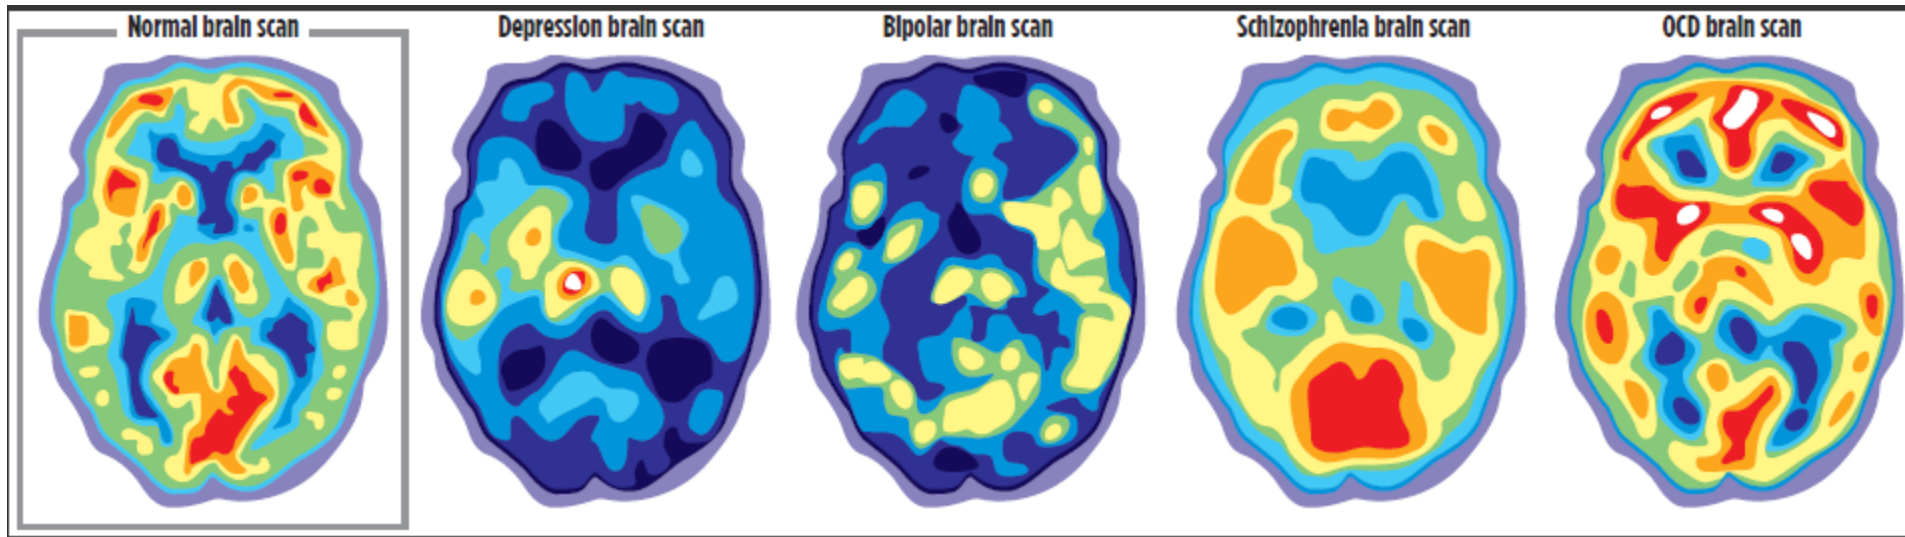 Normal brain scan
Depression brain scan
Bipolar brain scan
Schizophrenia brain scan
OCD brain scan